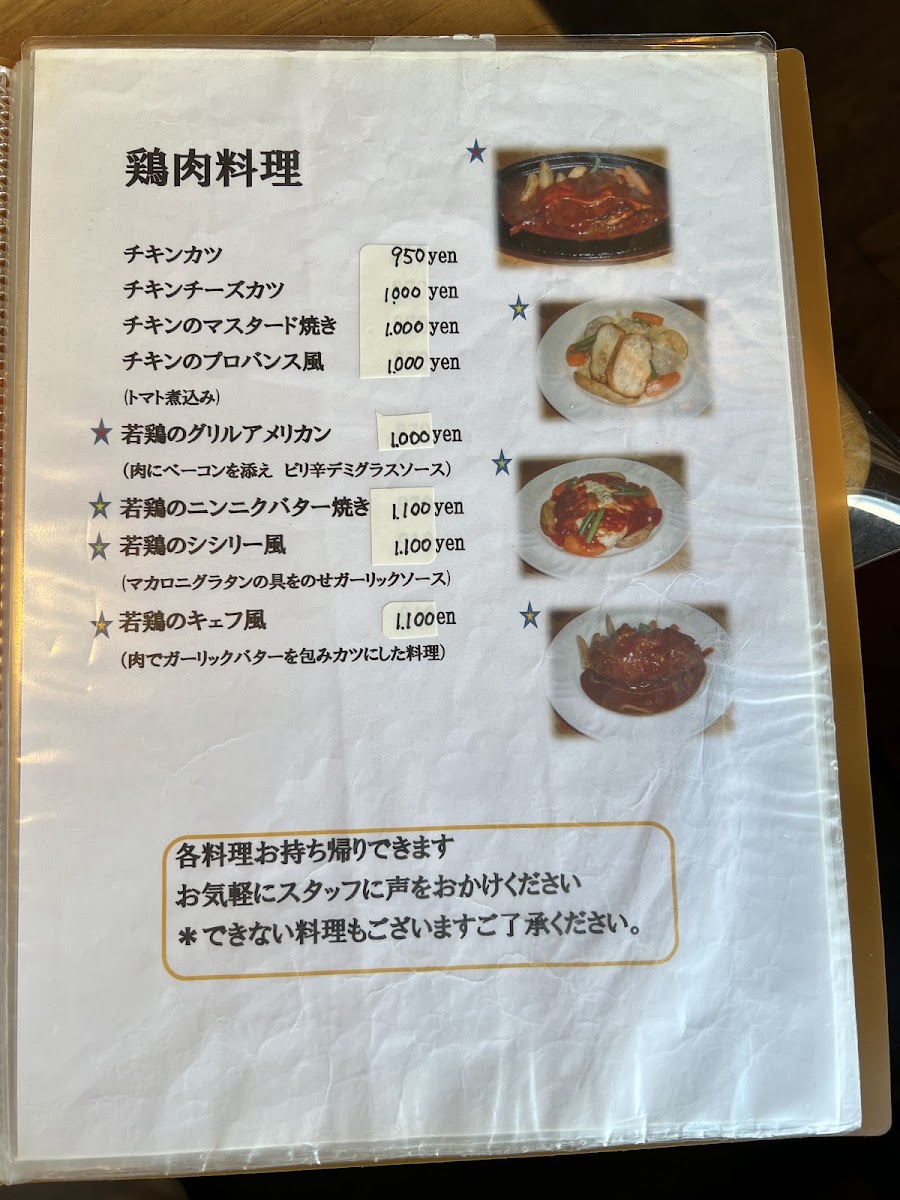 鶏肉料理
チキンカツ 950yen
チキンチーズカツ 1,000 yen
チキンのマスタード焼き 1.000 yen
チキンのプロバンス風 1,000 yen
(トマト煮込み)
★若鶏のグリルアメリカン 1.000yen
(肉にベーコンを添え ピリ辛デミグラスソース)
★若鶏のニンニクバター焼き 1.100yen
★若鶏のシシリー風 1.100yen
(マカロニグラタンの具をのせガーリックソース)
★若鶏のキェフ風 1.100en
(肉でガーリックバターを包みカツにした料理)
各料理お持ち帰りできます
お気軽にスタッフに声をおかけください
＊できない料理もございますご了承ください。